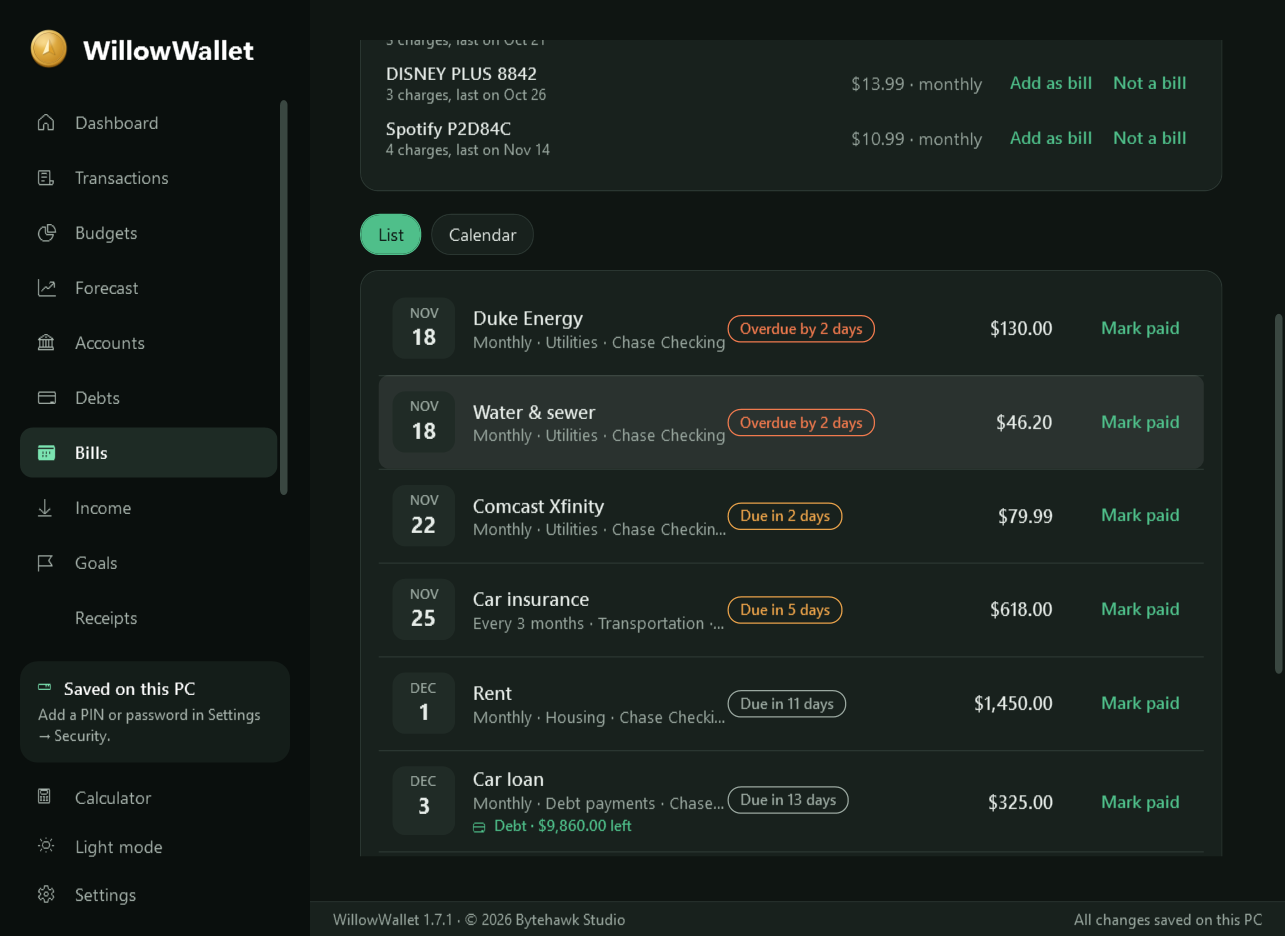 WillowWallet
Dashboard
Transactions
Budgets
Forecast
Accounts
Debts
Bills
Income
Goals
Receipts
Saved on this PC
Add a PIN or password in Settings
→ Security.
Calculator
Light mode
Settings
3 charges, last on Oct 21
DISNEY PLUS 8842
3 charges, last on Oct 26
$13.99 · monthly Add as bill Not a bill
Spotify P2D84C
4 charges, last on Nov 14
$10.99 · monthly Add as bill Not a bill
List Calendar
NOV
18
Duke Energy
Monthly · Utilities · Chase Checking
Overdue by 2 days
$130.00
Mark paid
NOV
18
Water & sewer
Monthly · Utilities · Chase Checking
Overdue by 2 days
$46.20
Mark paid
NOV
22
Comcast Xfinity
Monthly · Utilities · Chase Checkin...
Due in 2 days
$79.99
Mark paid
NOV
25
Car insurance
Every 3 months · Transportation ·...
Due in 5 days
$618.00
Mark paid
DEC
1
Rent
Monthly · Housing · Chase Checki...
Due in 11 days
$1,450.00
Mark paid
DEC
3
Car loan
Monthly · Debt payments · Chase...
Debt · $9,860.00 left
Due in 13 days
$325.00
Mark paid
WillowWallet 1.7.1 · © 2026 Bytehawk Studio
All changes saved on this PC